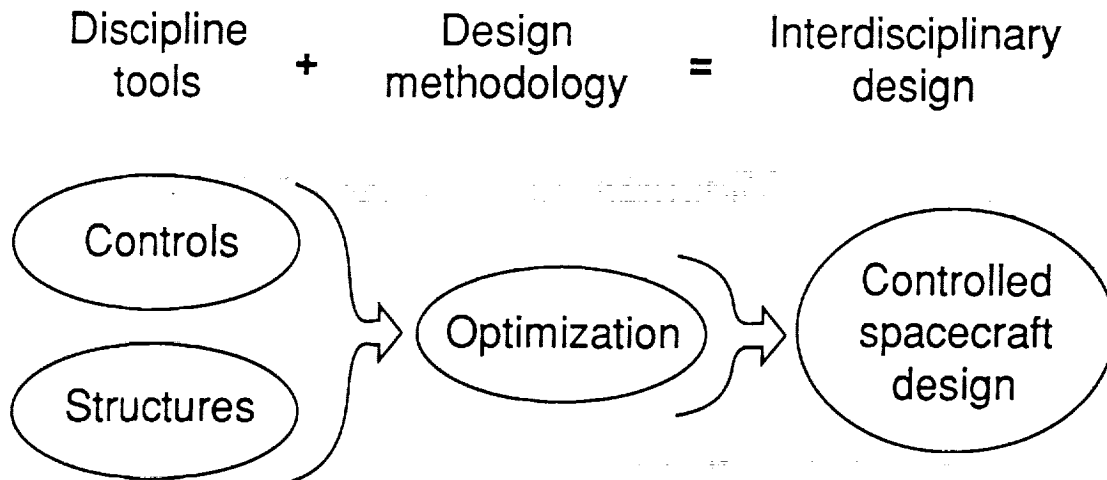 Discipline
tools
+
Design
methodology
=
Interdisciplinary
design
Controls
Structures
Optimization
Controlled
spacecraft
design